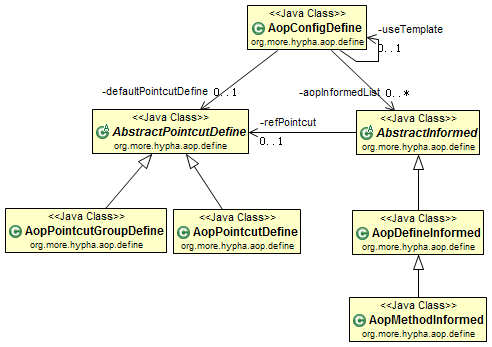 <<Java Class>>
AopConfigDefine
org.more.hypha.aop.define
-useTemplate
0..1
-defaultPointcutDefine
0..1
-aopInformedList
0..*
<<Java Class>>
AbstractPointcutDefine
org.more.hypha.aop.define
-refPointcut
0..1
<<Java Class>>
AbstractInformed
org.more.hypha.aop.define
<<Java Class>>
AopPointcutGroupDefine
org.more.hypha.aop.define
<<Java Class>>
AopPointcutDefine
org.more.hypha.aop.define
<<Java Class>>
AopDefineInformed
org.more.hypha.aop.define
<<Java Class>>
AopMethodInformed
org.more.hypha.aop.define